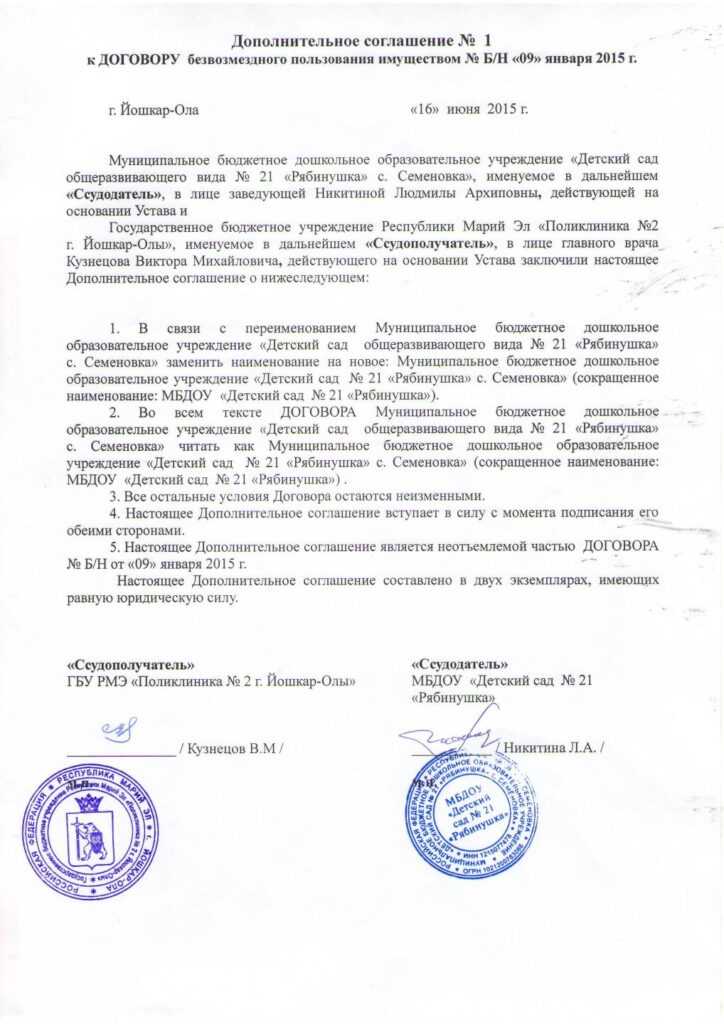 Дополнительное соглашение № 1
к ДОГОВОРУ безвозмездного пользования имуществом № Б/Н «09» января 2015 г.
г. Йошкар-Ола «16» июня 2015 г.
Муниципальное бюджетное дошкольное образовательное учреждение «Детский сад
общеразвивающего вида № 21 «Рябинушка» с. Семеновка», именуемое в дальнейшем
«Ссудодатель», в лице заведующей Никитиной Людмилы Архиповны, действующей на
основании Устава и
Государственное бюджетное учреждение Республики Марий Эл «Поликлиника №2
г. Йошкар-Олы», именуемое в дальнейшем «Ссудополучатель», в лице главного врача
Кузнецова Виктора Михайловича, действующего на основании Устава заключили настоящее
Дополнительное соглашение о нижеследующем:
1. В связи с переименованием Муниципальное бюджетное дошкольное
образовательное учреждение «Детский сад общеразвивающего вида № 21 «Рябинушка»
с. Семеновка» заменить наименование на новое: Муниципальное бюджетное дошкольное
образовательное учреждение «Детский сад № 21 «Рябинушка» с. Семеновка» (сокращенное
наименование: МБДОУ «Детский сад № 21 «Рябинушка»).
2. Во всем тексте ДОГОВОРА Муниципальное бюджетное дошкольное
образовательное учреждение «Детский сад общеразвивающего вида № 21 «Рябинушка»
с. Семеновка» читать как Муниципальное бюджетное дошкольное образовательное
учреждение «Детский сад № 21 «Рябинушка» с. Семеновка» (сокращенное наименование:
МБДОУ «Детский сад № 21 «Рябинушка») .
3. Все остальные условия Договора остаются неизменными.
4. Настоящее Дополнительное соглашение вступает в силу с момента подписания его
обеими сторонами.
5. Настоящее Дополнительное соглашение является неотъемлемой частью ДОГОВОРА
№ Б/Н от «09» января 2015 г.
Настоящее Дополнительное соглашение составлено в двух экземплярах, имеющих
равную юридическую силу.
«Ссудополучатель» «Ссудодатель»
ГБУ РМЭ «Поликлиника № 2 г. Йошкар-Олы» МБДОУ «Детский сад № 21
«Рябинушка»
/ Кузнецов В.М / / Никитина Л.А. /
РОССИЙСКАЯ ФЕДЕРАЦИЯ * РЕСПУБЛИКА МАРИЙ ЭЛ * г. ЙОШКАР-ОЛА
МБДОУ
«Детский
сад № 21
«Рябинушка»